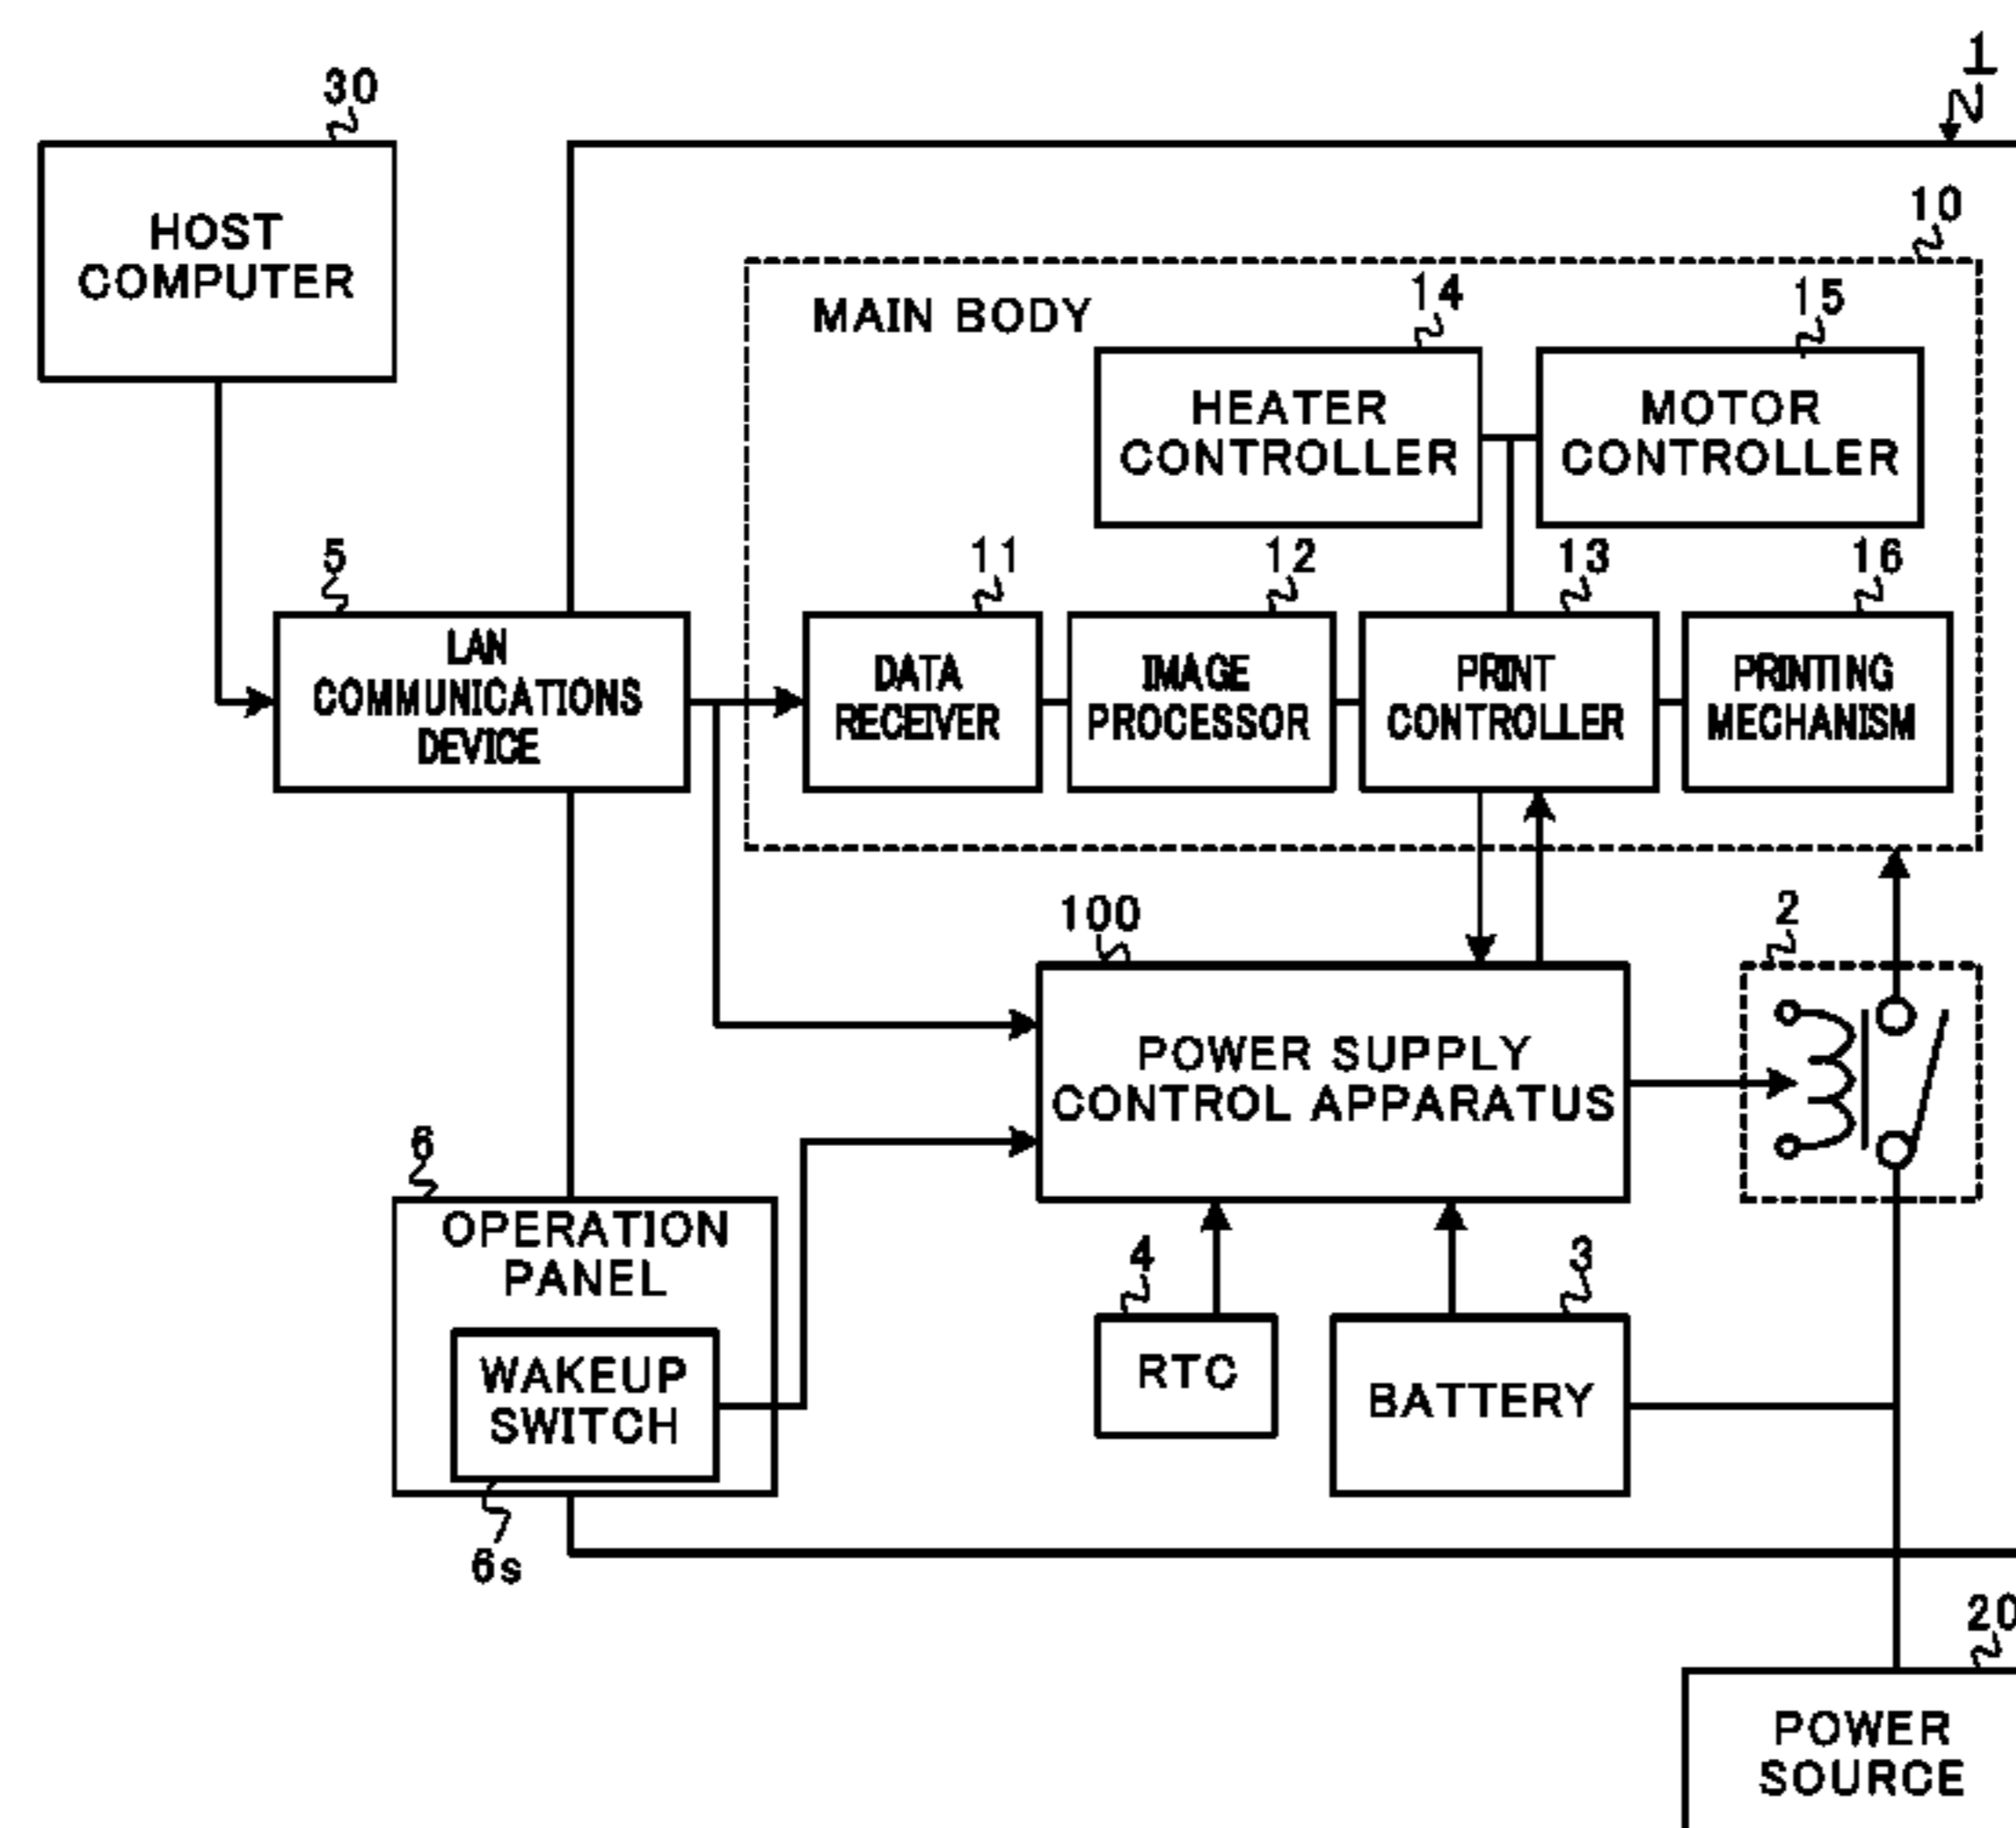 1
30
HOST
COMPUTER
10
MAIN BODY
14
HEATER
CONTROLLER
15
MOTOR
CONTROLLER
5
LAN
COMMUNICATIONS
DEVICE
11
DATA
RECEIVER
12
IMAGE
PROCESSOR
13
PRINT
CONTROLLER
16
PRINTING
MECHANISM
100
POWER SUPPLY
CONTROL APPARATUS
2
6
OPERATION
PANEL
WAKEUP
SWITCH
6s
4
RTC
3
BATTERY
20
POWER
SOURCE